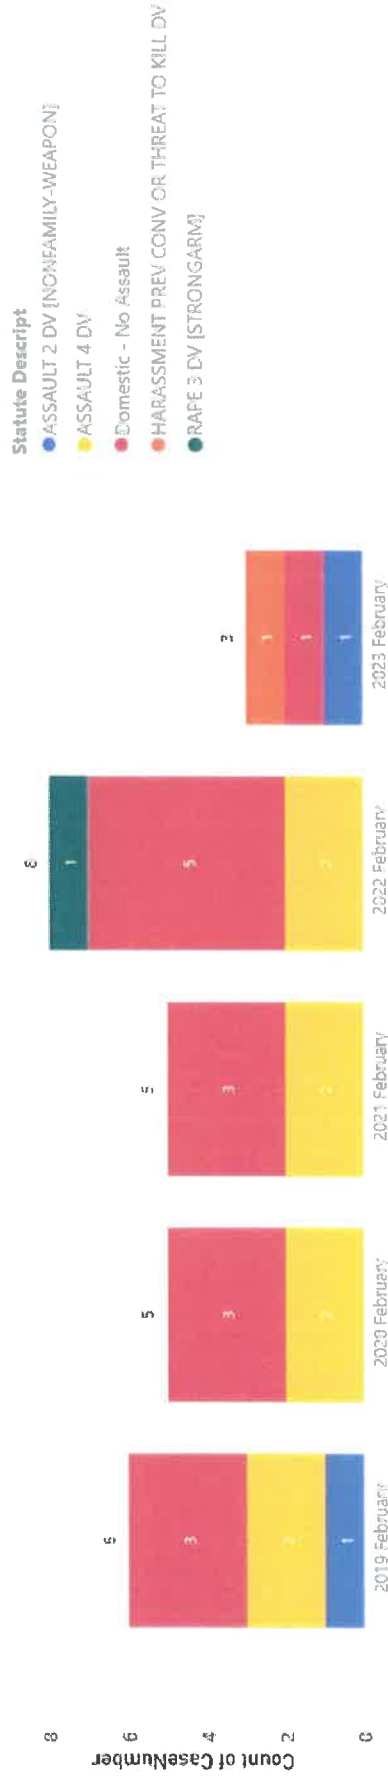 Statute Descript
ASSAULT 2 DV [NONFAMILY-WEAPON]
ASSAULT 4 DV
Domestic - No Assault
HARASSMENT PREV CONV OR THREAT TO KILL DV
RAPE 3 DV [STRONGARM]
Count of CaseNumber
8
6
4
2
0
6
3
2
1
2019 February
5
3
2
2020 February
5
3
2
2021 February
8
1
5
2
2022 February
3
1
1
1
2023 February